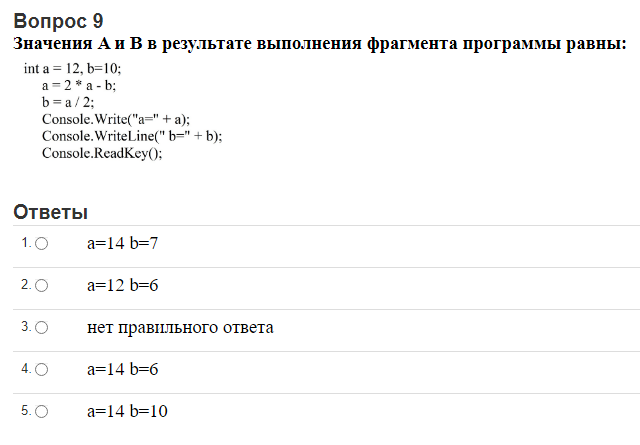 Вопрос 9
Значения А и В в результате выполнения фрагмента программы равны:
int a = 12, b=10;
a = 2 * a - b;
b = a / 2;
Console.Write("a=" + a);
Console.WriteLine(" b=" + b);
Console.ReadKey();
Ответы
1. a=14 b=7
2. a=12 b=6
3. нет правильного ответа
4. a=14 b=6
5. a=14 b=10